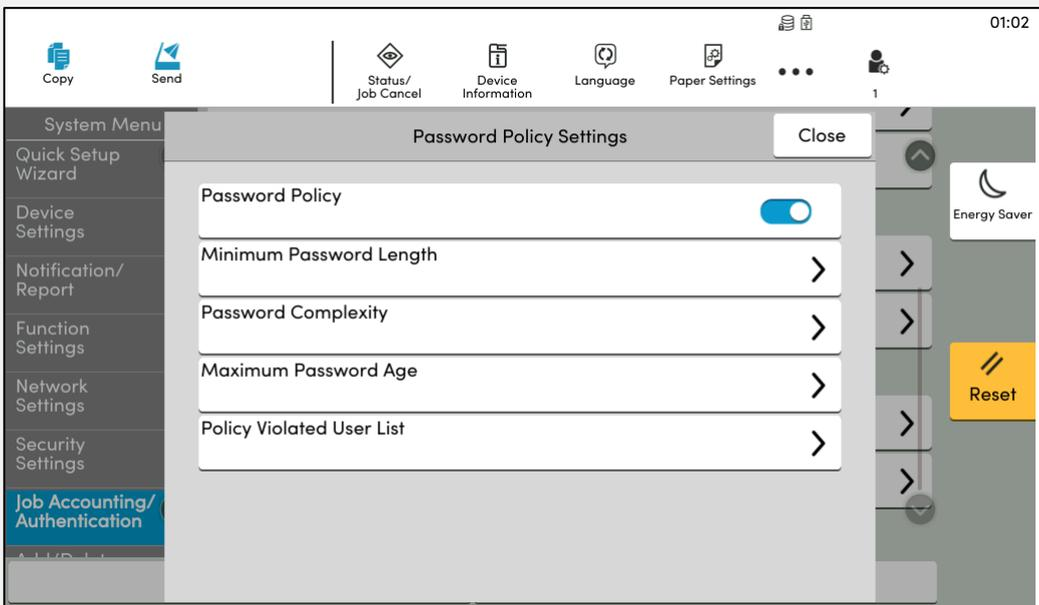 01:02
Copy
Send
Status/
Job Cancel
Device
Information
Language
Paper Settings
1
System Menu
Quick Setup
Wizard
Device
Settings
Notification/
Report
Function
Settings
Network
Settings
Security
Settings
Job Accounting/
Authentication
Password Policy Settings
Close
Password Policy
Minimum Password Length
Password Complexity
Maximum Password Age
Policy Violated User List
Energy Saver
Reset